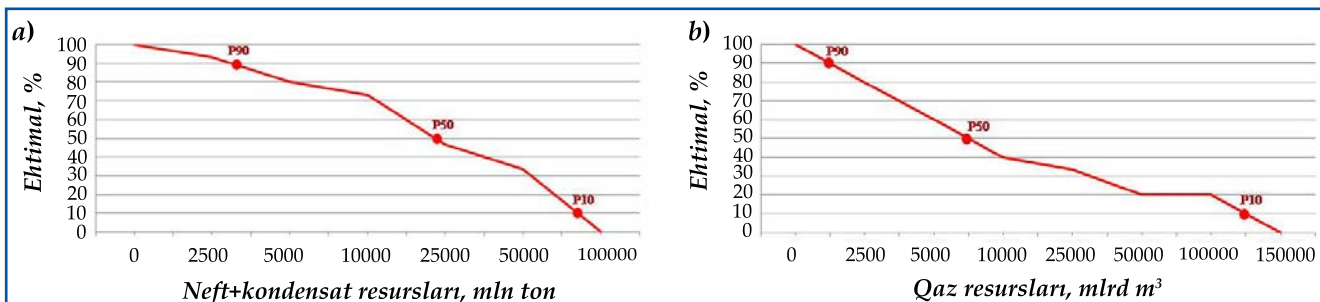 a)
Ehtimal, %
100
90
80
70
60
50
40
30
20
10
0
P90
P50
P10
0 2500 5000 10000 25000 50000 100000
Neft+kondensat resursları, mln ton
b)
Ehtimal, %
100
90
80
70
60
50
40
30
20
10
0
P90
P50
P10
0 2500 5000 10000 25000 50000 100000 150000
Qaz resursları, mlrd m³